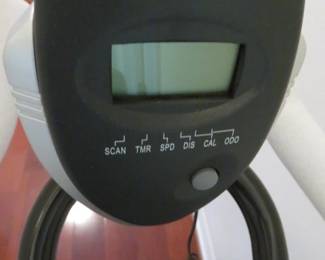 SCAN TMR SPD DIS CAL ODO